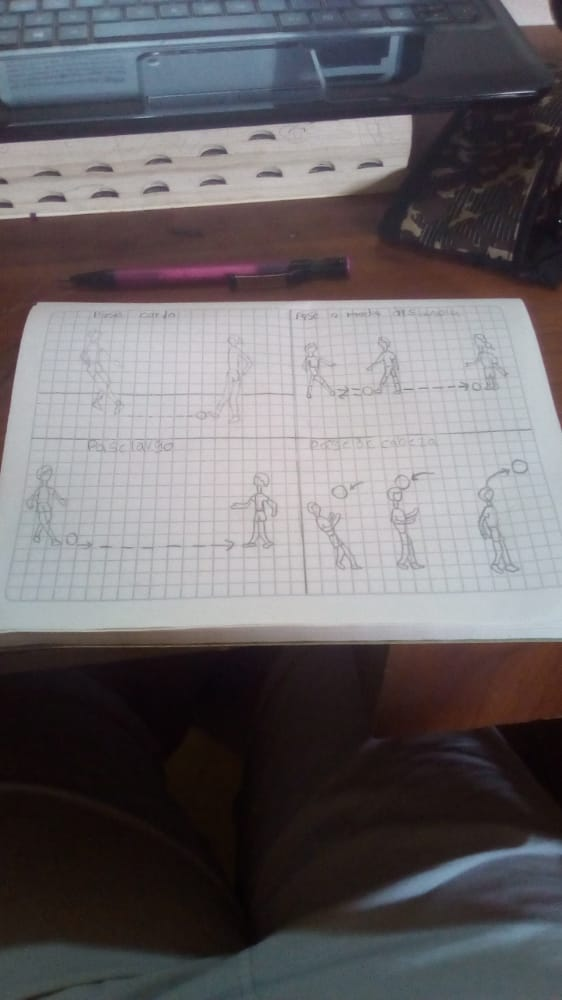 Pase corto
Pase a media distancia
Pase largo
Pase de cabeza